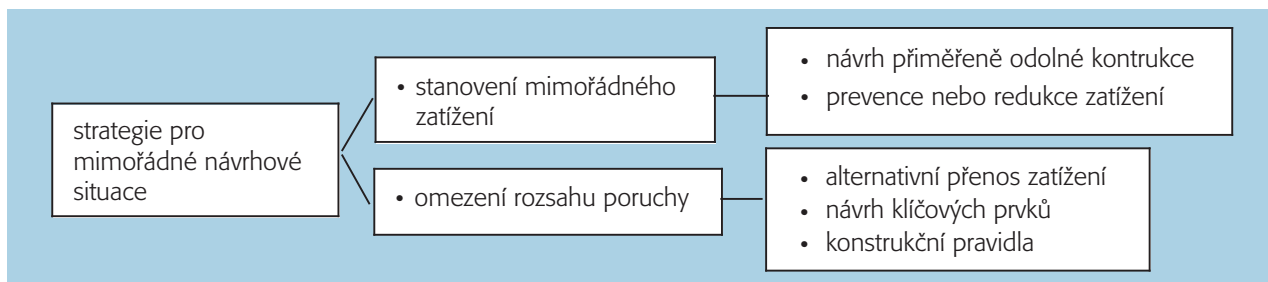 strategie pro
mimořádné návrhové
situace
• stanovení mimořádného
zatížení
• omezení rozsahu poruchy
• návrh přiměřeně odolné kontrukce
• prevence nebo redukce zatížení
• alternativní přenos zatížení
• návrh klíčových prvků
• konstrukční pravidla